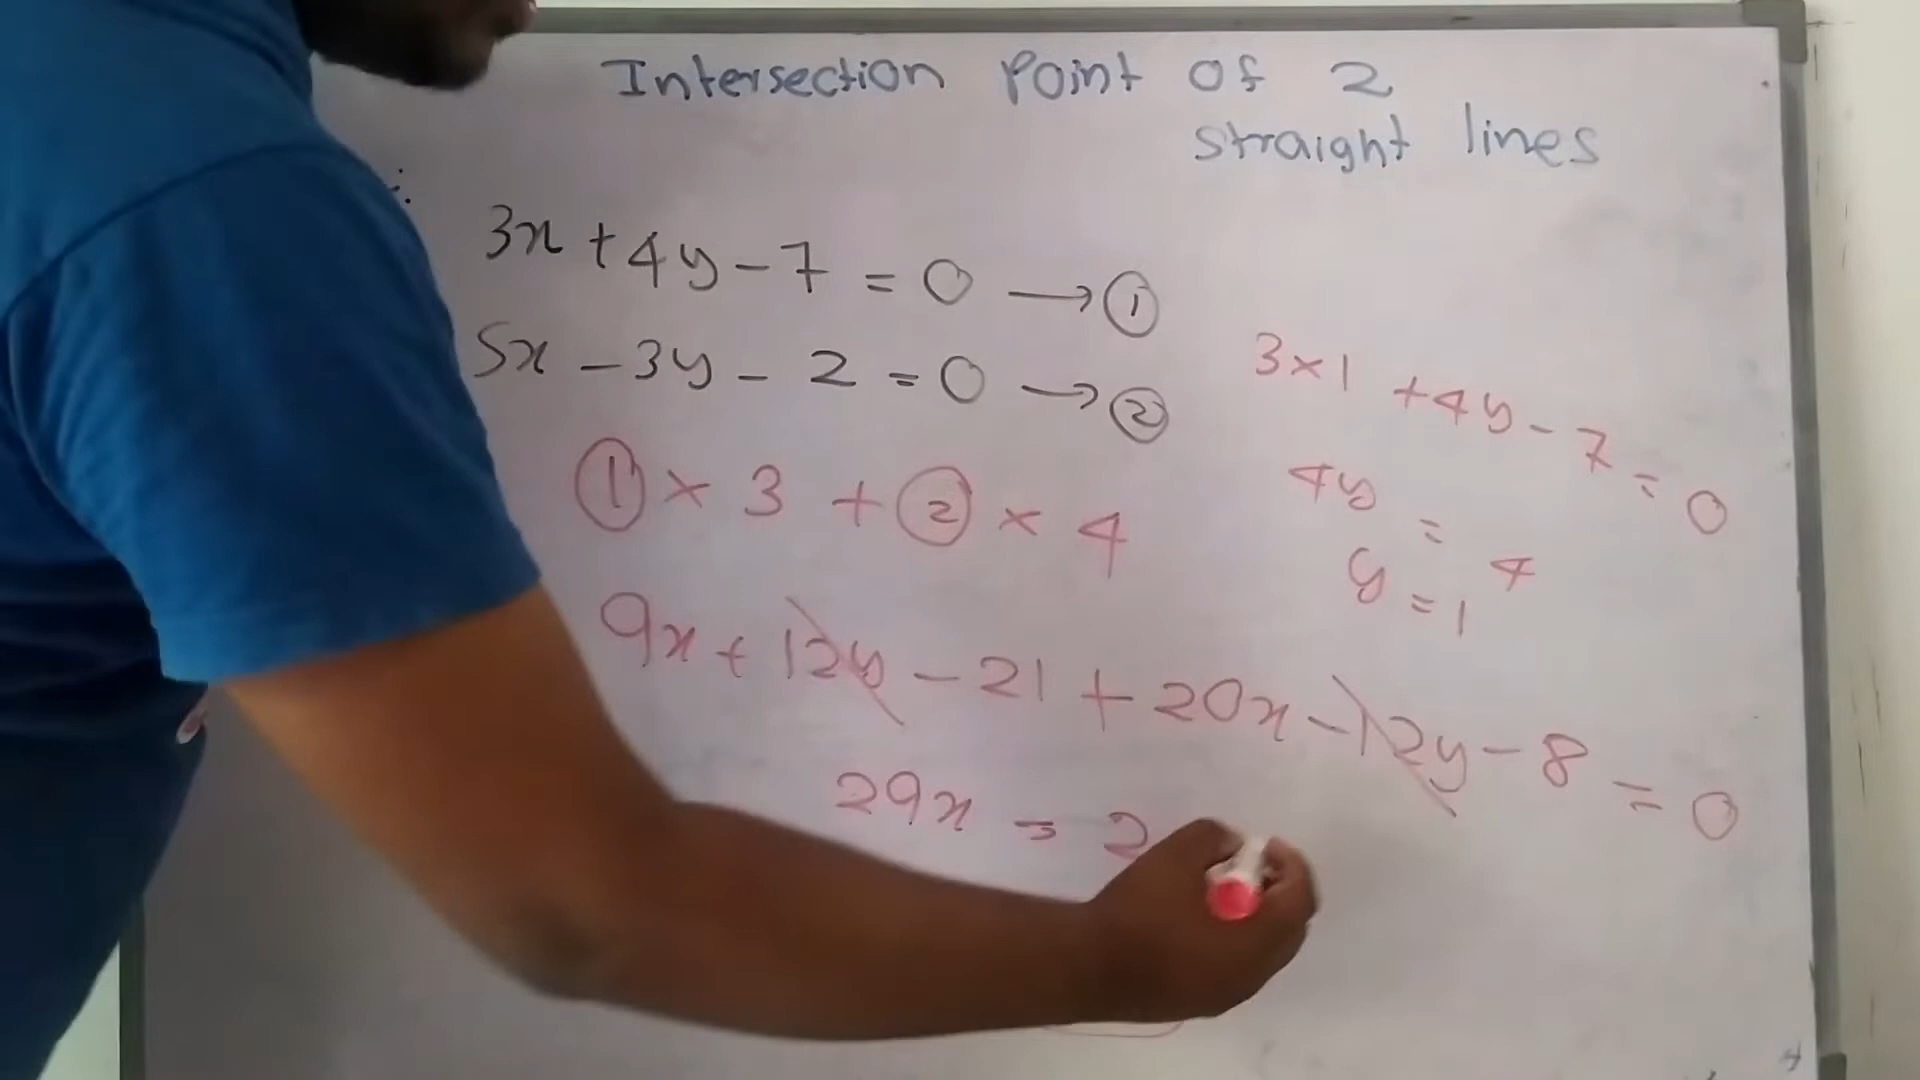 Intersection Point Of 2
straight lines
3x + 4y - 7 = 0 → ①
5x - 3y - 2 = 0 → ②
① × 3 + ② × 4
9x + 12y - 21 + 20x - 12y - 8 = 0
29x = 2
3 × 1 + 4y - 7 = 0
4y = 4
y = 1